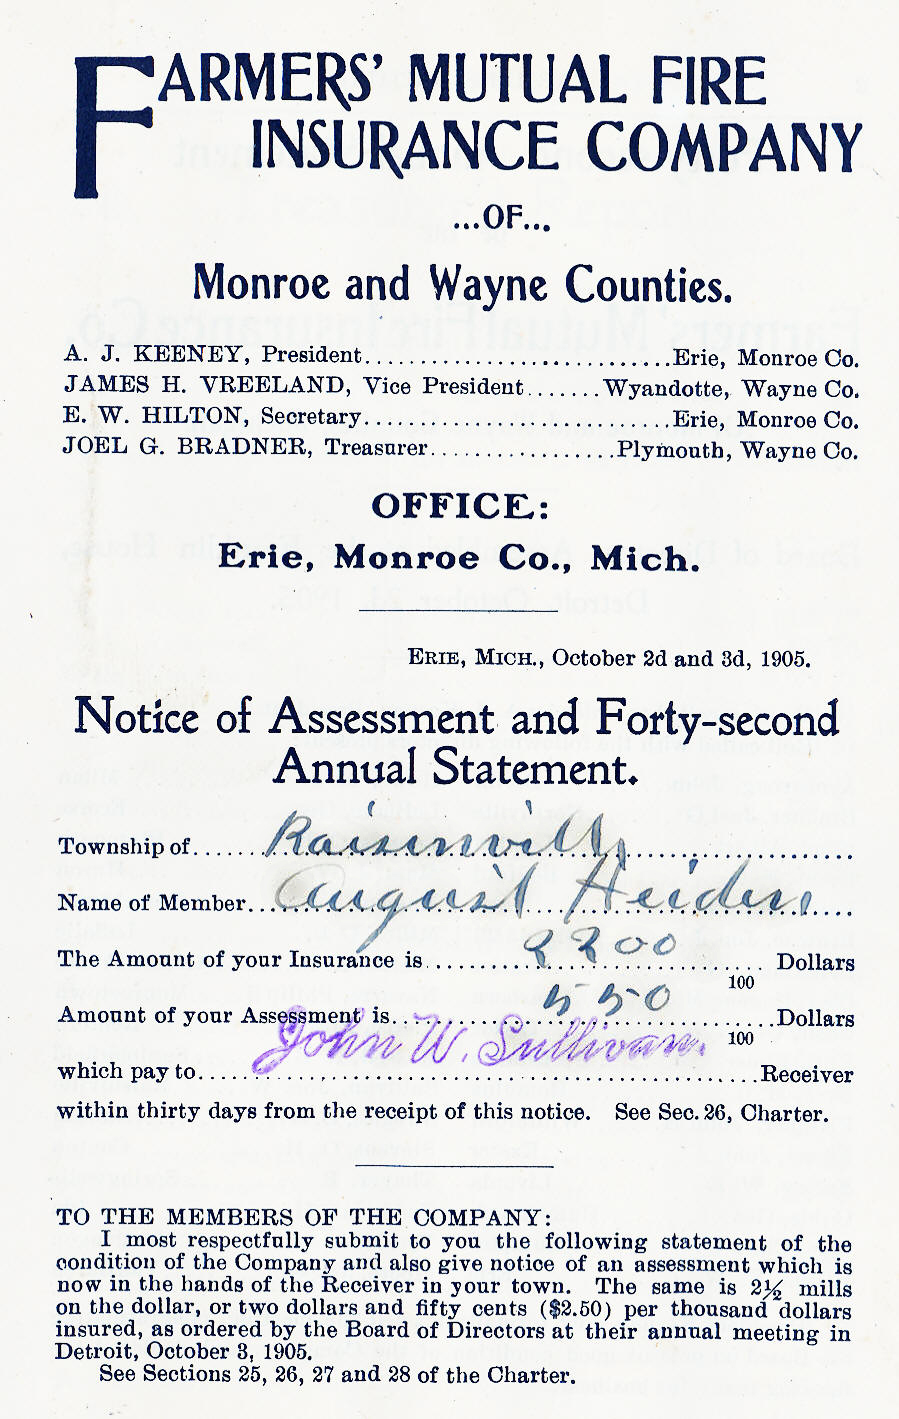 FARMERS' MUTUAL FIRE
INSURANCE COMPANY
...OF...
Monroe and Wayne Counties.
A. J. KEENEY, President..............................Erie, Monroe Co.
JAMES H. VREELAND, Vice President.......Wyandotte, Wayne Co.
E. W. HILTON, Secretary..............................Erie, Monroe Co.
JOEL G. BRADNER, Treasurer.................Plymouth, Wayne Co.
OFFICE:
Erie, Monroe Co., Mich.
ERIE, MICH., October 2d and 3d, 1905.
Notice of Assessment and Forty-second
Annual Statement.
Township of...... Raisinville
Name of Member... August Heiden
The Amount of your Insurance is.......... 2200 Dollars
100
Amount of your Assessment is.......... 5 50 Dollars
100
John W. Sullivan.
which pay to..........Receiver
within thirty days from the receipt of this notice. See Sec. 26, Charter.
TO THE MEMBERS OF THE COMPANY:
I most respectfully submit to you the following statement of the
condition of the Company and also give notice of an assessment which is
now in the hands of the Receiver in your town. The same is 2½ mills
on the dollar, or two dollars and fifty cents ($2.50) per thousand dollars
insured, as ordered by the Board of Directors at their annual meeting in
Detroit, October 3, 1905.
See Sections 25, 26, 27 and 28 of the Charter.